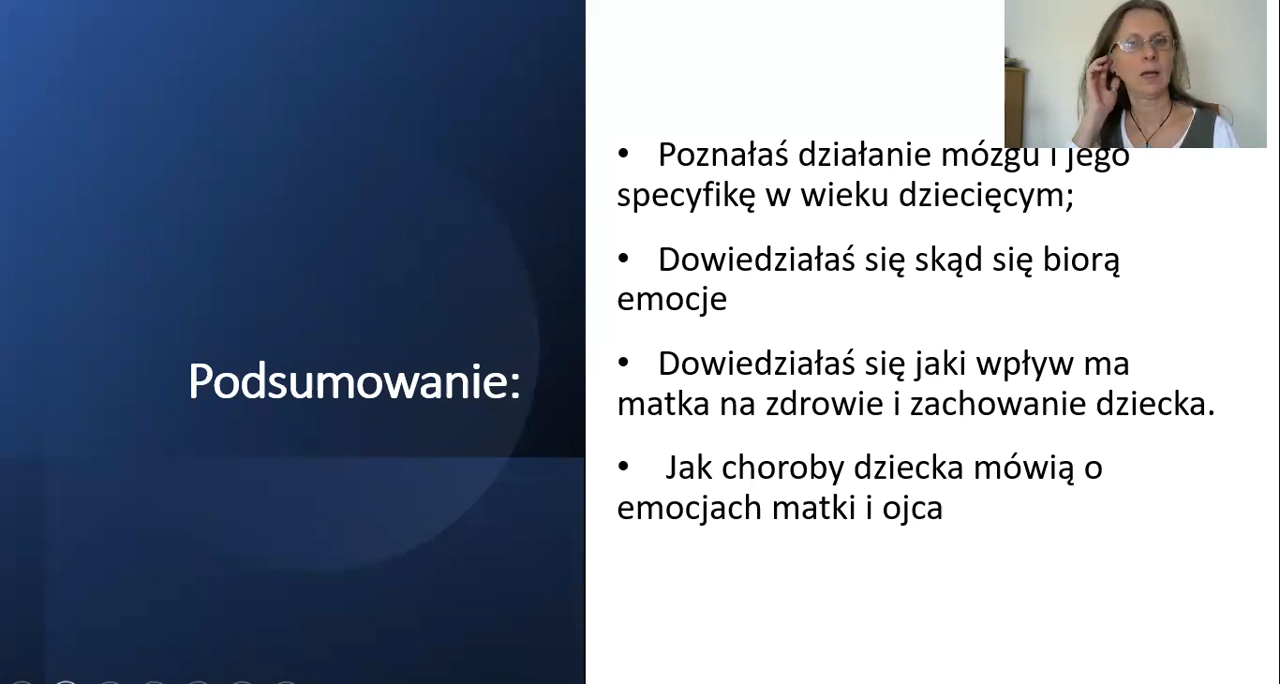 Podsumowanie:
• Poznałaś działanie mózgu i jego
specyfikę w wieku dziecięcym;
• Dowiedziałaś się skąd się biorą
emocje
• Dowiedziałaś się jaki wpływ ma
matka na zdrowie i zachowanie dziecka.
• Jak choroby dziecka mówią o
emocjach matki i ojca